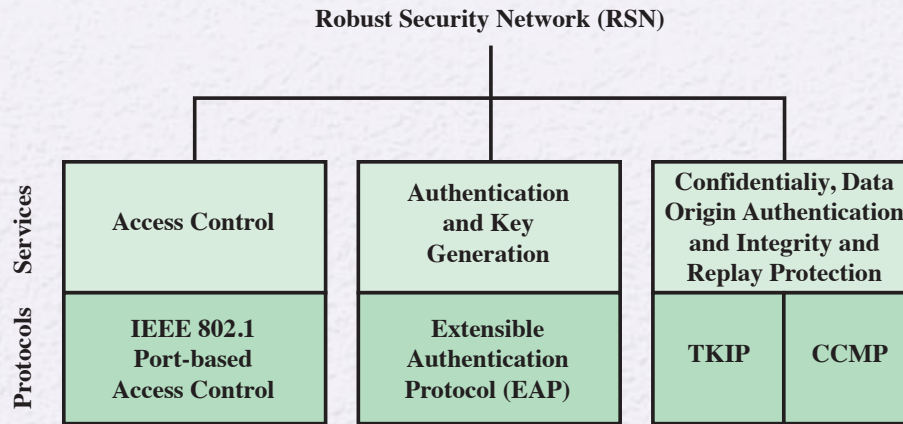 Robust Security Network (RSN)
Services
Access Control
Authentication
and Key
Generation
Confidentialiy, Data
Origin Authentication
and Integrity and
Replay Protection
Protocols
IEEE 802.1
Port-based
Access Control
Extensible
Authentication
Protocol (EAP)
TKIP
CCMP